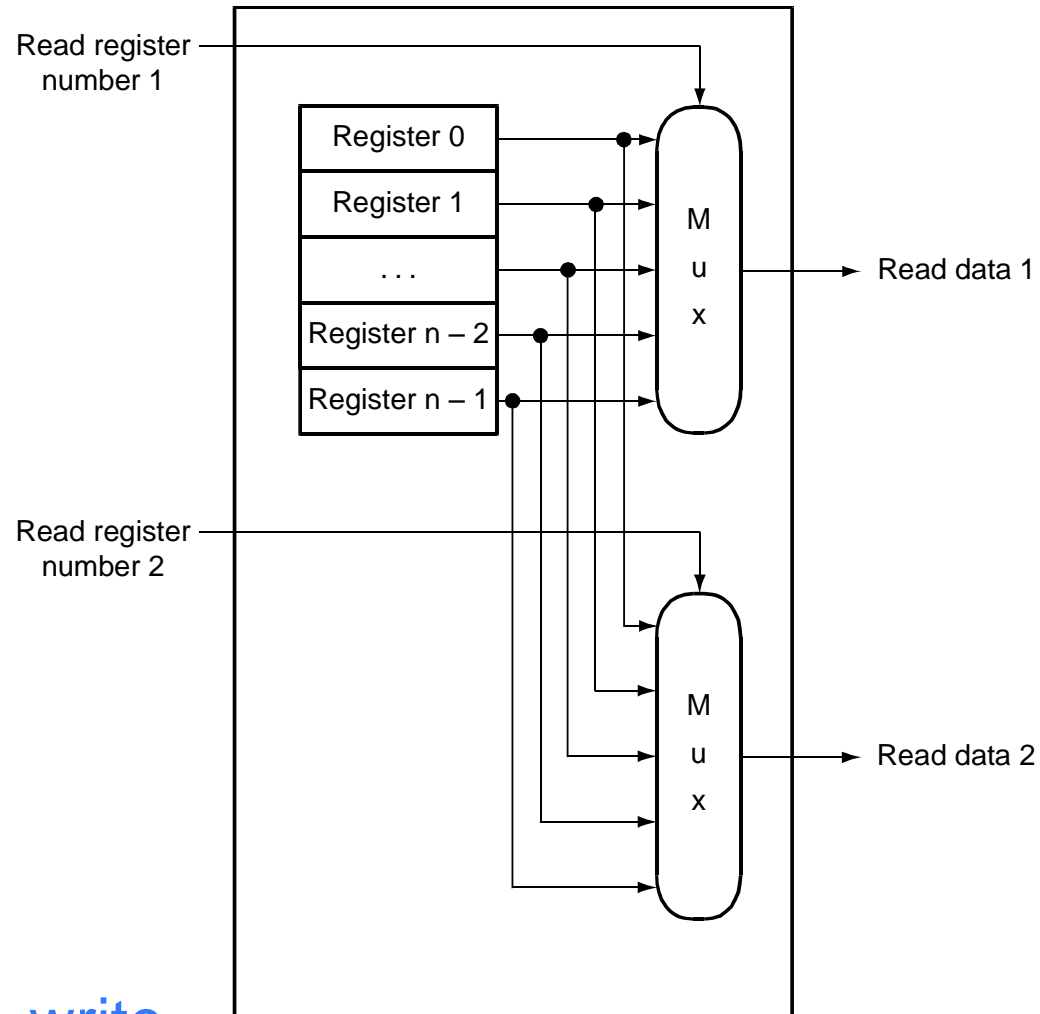 Read register
number 1
Register 0
Register 1
. . .
Register n – 2
Register n – 1
M
u
x
Read data 1
Read register
number 2
M
u
x
Read data 2
write